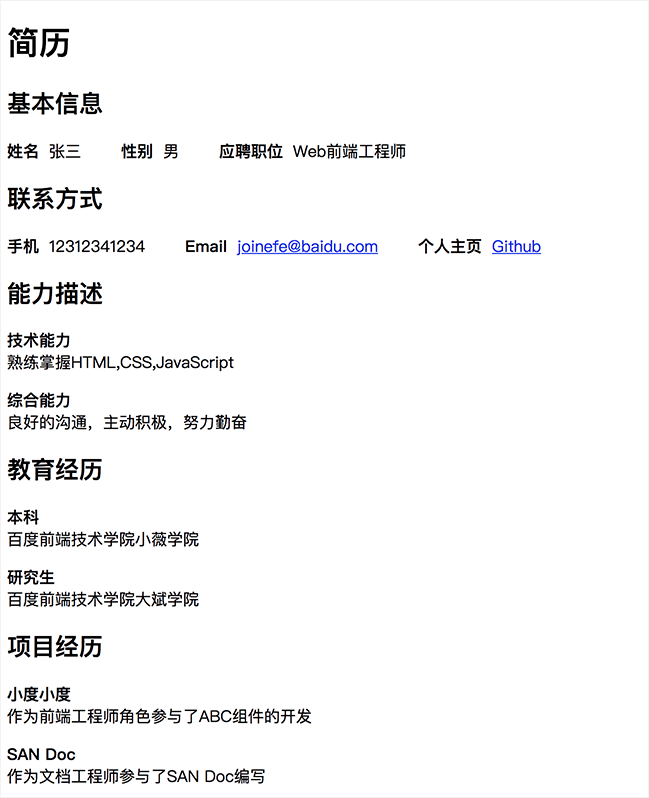 简历
基本信息
姓名 张三 性别 男 应聘职位 Web前端工程师
联系方式
手机 12312341234 Email joinefe@baidu.com 个人主页 Github
能力描述
技术能力
熟练掌握HTML,CSS,JavaScript
综合能力
良好的沟通，主动积极，努力勤奋
教育经历
本科
百度前端技术学院小薇学院
研究生
百度前端技术学院大斌学院
项目经历
小度小度
作为前端工程师角色参与了ABC组件的开发
SAN Doc
作为文档工程师参与了SAN Doc编写